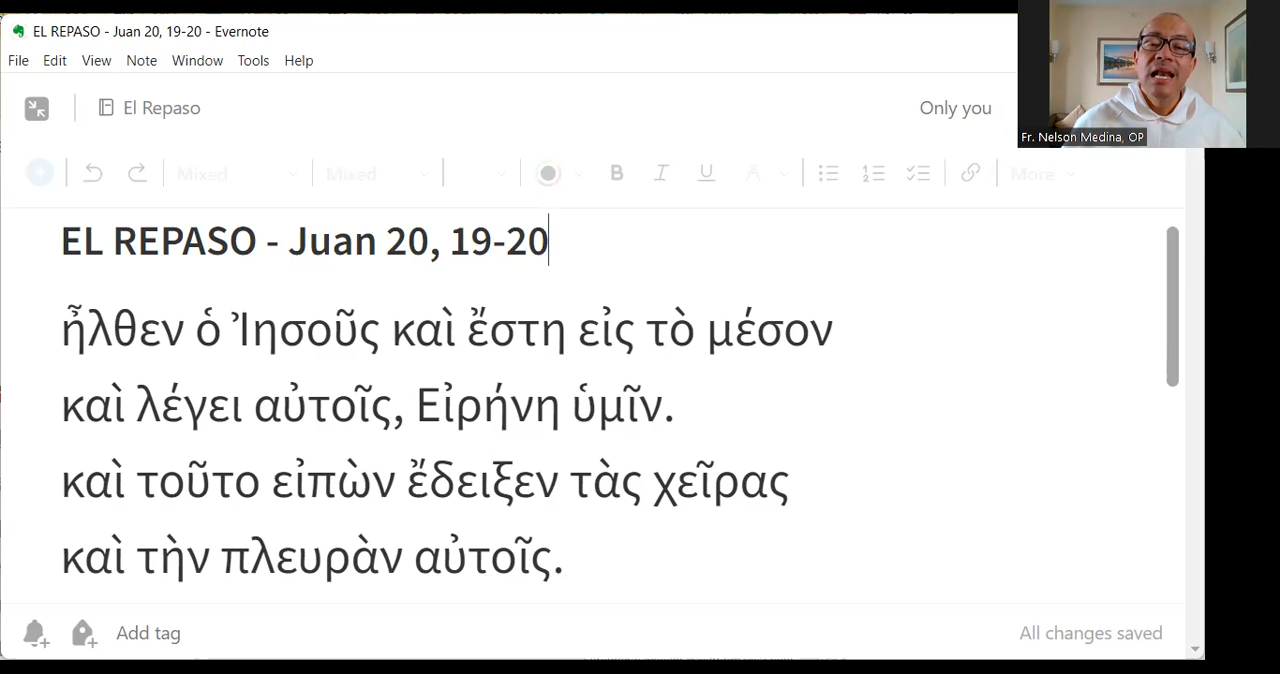 EL REPASO - Juan 20, 19-20 - Evernote
File Edit View Note Window Tools Help
El Repaso
Only you
Fr. Nelson Medina, OP
Mixed Mixed B I U A More
EL REPASO - Juan 20, 19-20
ἦλθεν ὁ Ἰησοῦς καὶ ἔστη εἰς τὸ μέσον
καὶ λέγει αὐτοῖς, Εἰρήνη ὑμῖν.
καὶ τοῦτο εἰπὼν ἔδειξεν τὰς χεῖρας
καὶ τὴν πλευρὰν αὐτοῖς.
Add tag
All changes saved